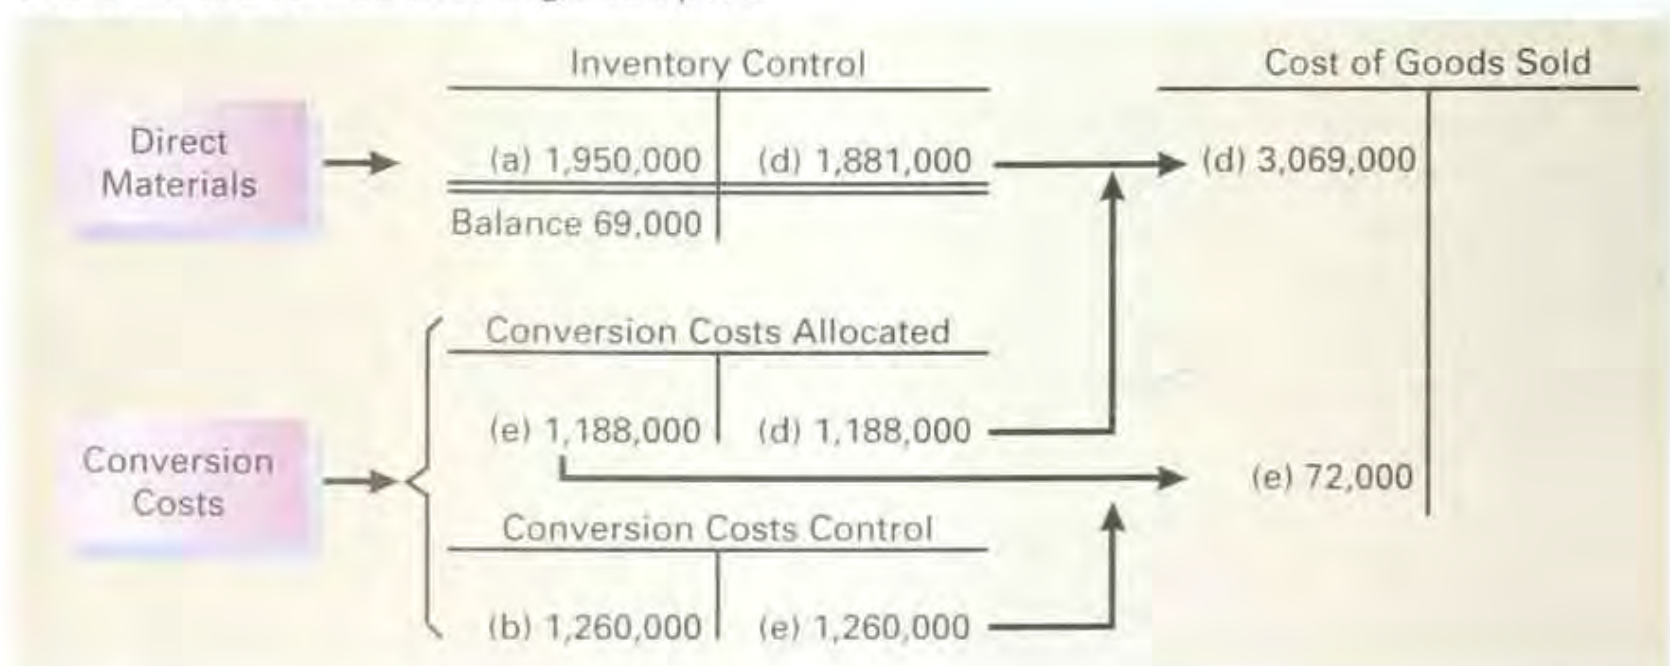 Inventory Control
Cost of Goods Sold
Direct
Materials
(a) 1,950,000
(d) 1,881,000
(d) 3,069,000
Balance 69,000
Conversion Costs Allocated
(e) 1,188,000
(d) 1,188,000
Conversion
Costs
(e) 72,000
Conversion Costs Control
(b) 1,260,000
(e) 1,260,000